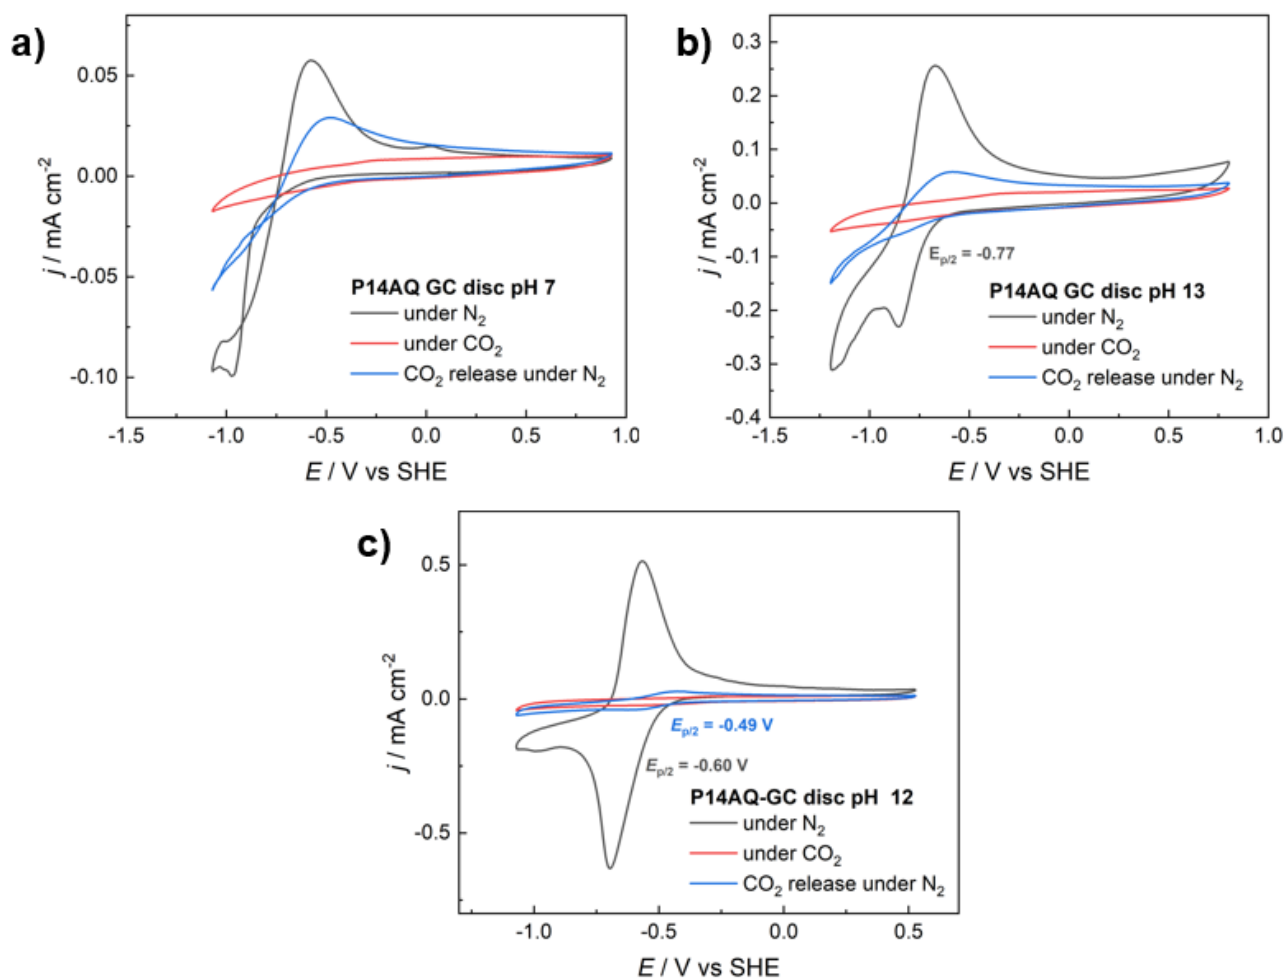 a)
0.05
0.00
-0.05
-0.10
j / mA cm-2
P14AQ GC disc pH 7
under N2
under CO2
CO2 release under N2
-1.5 -1.0 -0.5 0.0 0.5 1.0
E / V vs SHE
b)
0.3
0.2
0.1
0.0
-0.1
-0.2
-0.3
-0.4
j / mA cm-2
Ep/2 = -0.77
P14AQ GC disc pH 13
under N2
under CO2
CO2 release under N2
-1.5 -1.0 -0.5 0.0 0.5 1.0
E / V vs SHE
c)
0.5
0.0
-0.5
j / mA cm-2
Ep/2 = -0.49 V
Ep/2 = -0.60 V
P14AQ-GC disc pH 12
under N2
under CO2
CO2 release under N2
-1.0 -0.5 0.0 0.5
E / V vs SHE